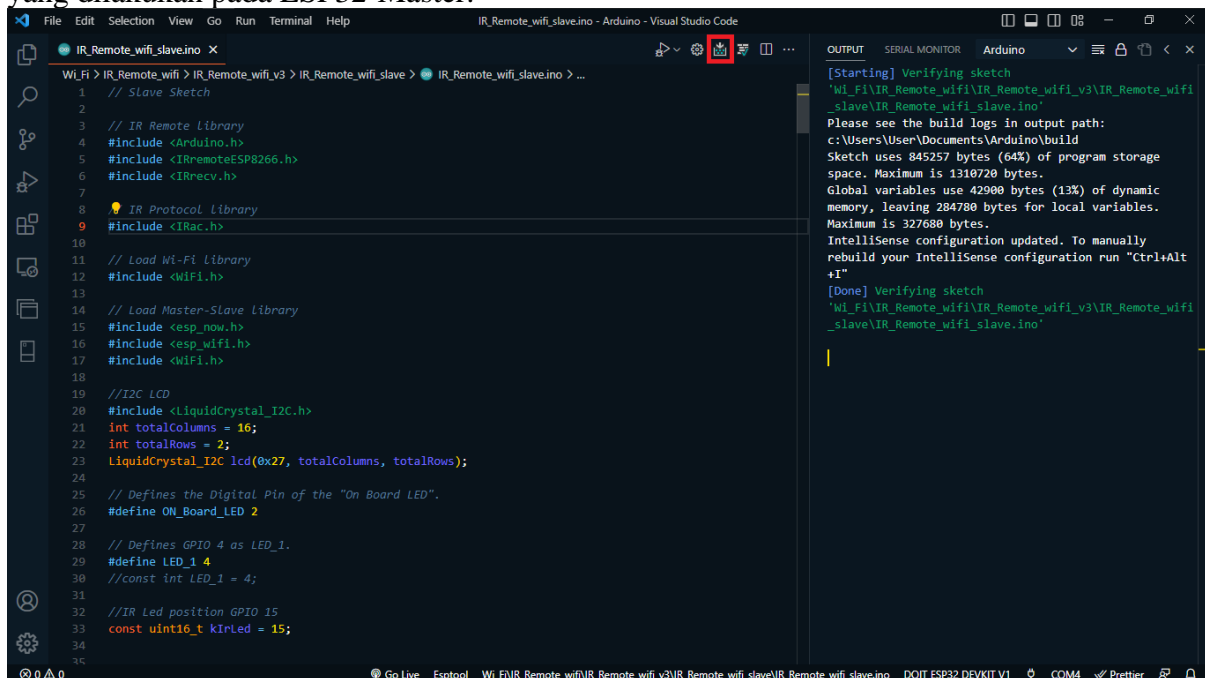 yang dilakukan pada ESP32 Master.
File Edit Selection View Go Run Terminal Help
IR_Remote_wifi_slave.ino - Arduino - Visual Studio Code
IR_Remote_wifi_slave.ino
Wi_Fi > IR_Remote_wifi > IR_Remote_wifi_v3 > IR_Remote_wifi_slave > IR_Remote_wifi_slave.ino > ...
1 // Slave Sketch
2
3 // IR Remote Library
4 #include <Arduino.h>
5 #include <IRremoteESP8266.h>
6 #include <IRrecv.h>
7
8 // IR Protocol Library
9 #include <IRac.h>
10
11 // Load Wi-Fi Library
12 #include <WiFi.h>
13
14 // Load Master-Slave Library
15 #include <esp_now.h>
16 #include <esp_wifi.h>
17 #include <WiFi.h>
18
19 //I2C LCD
20 #include <LiquidCrystal_I2C.h>
21 int totalColumns = 16;
22 int totalRows = 2;
23 LiquidCrystal_I2C lcd(0x27, totalColumns, totalRows);
24
25 // Defines the Digital Pin of the "On Board LED".
26 #define ON_Board_LED 2
27
28 // Defines GPIO 4 as LED_1.
29 #define LED_1 4
30 //const int LED_1 = 4;
31
32 //IR Led position GPIO 15
33 const uint16_t kIrLed = 15;
34
35
OUTPUT SERIAL MONITOR Arduino
[Starting] Verifying sketch
'Wi_Fi\IR_Remote_wifi\IR_Remote_wifi_v3\IR_Remote_wifi
_slave\IR_Remote_wifi_slave.ino'
Please see the build logs in output path:
c:\Users\User\Documents\Arduino\build
Sketch uses 845257 bytes (64%) of program storage
space. Maximum is 1310720 bytes.
Global variables use 42900 bytes (13%) of dynamic
memory, leaving 284780 bytes for local variables.
Maximum is 327680 bytes.
IntelliSense configuration updated. To manually
rebuild your IntelliSense configuration run "Ctrl+Alt
+I"
[Done] Verifying sketch
'Wi_Fi\IR_Remote_wifi\IR_Remote_wifi_v3\IR_Remote_wifi
_slave\IR_Remote_wifi_slave.ino'
0 0 Go Live Esptool Wi_Fi\IR_Remote_wifi\IR_Remote_wifi_v3\IR_Remote_wifi_slave\IR_Remote_wifi_slave.ino DOIT ESP32 DEVKIT V1 COM4 Prettier